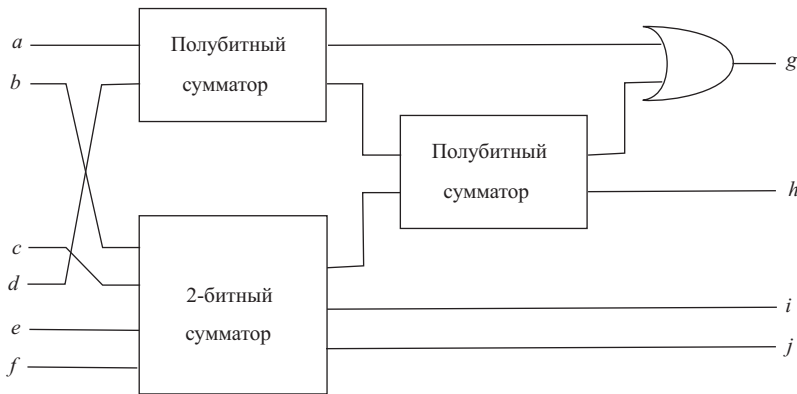 a
b
c
d
e
f
Полубитный
сумматор
Полубитный
сумматор
2-битный
сумматор
g
h
i
j